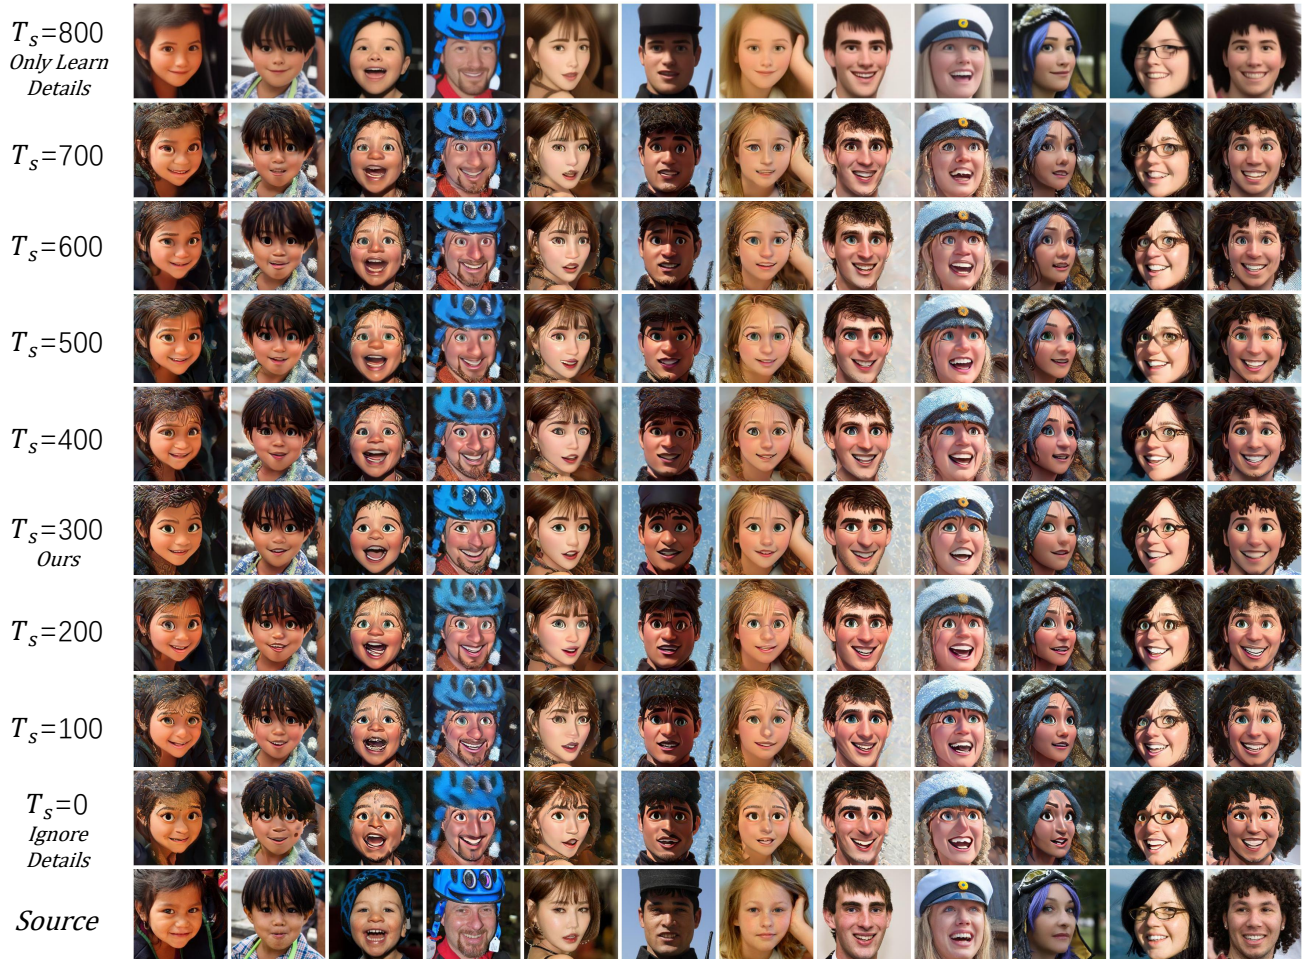 T_s=800
Only Learn
Details
T_s=700
T_s=600
T_s=500
T_s=400
T_s=300
Ours
T_s=200
T_s=100
T_s=0
Ignore
Details
Source